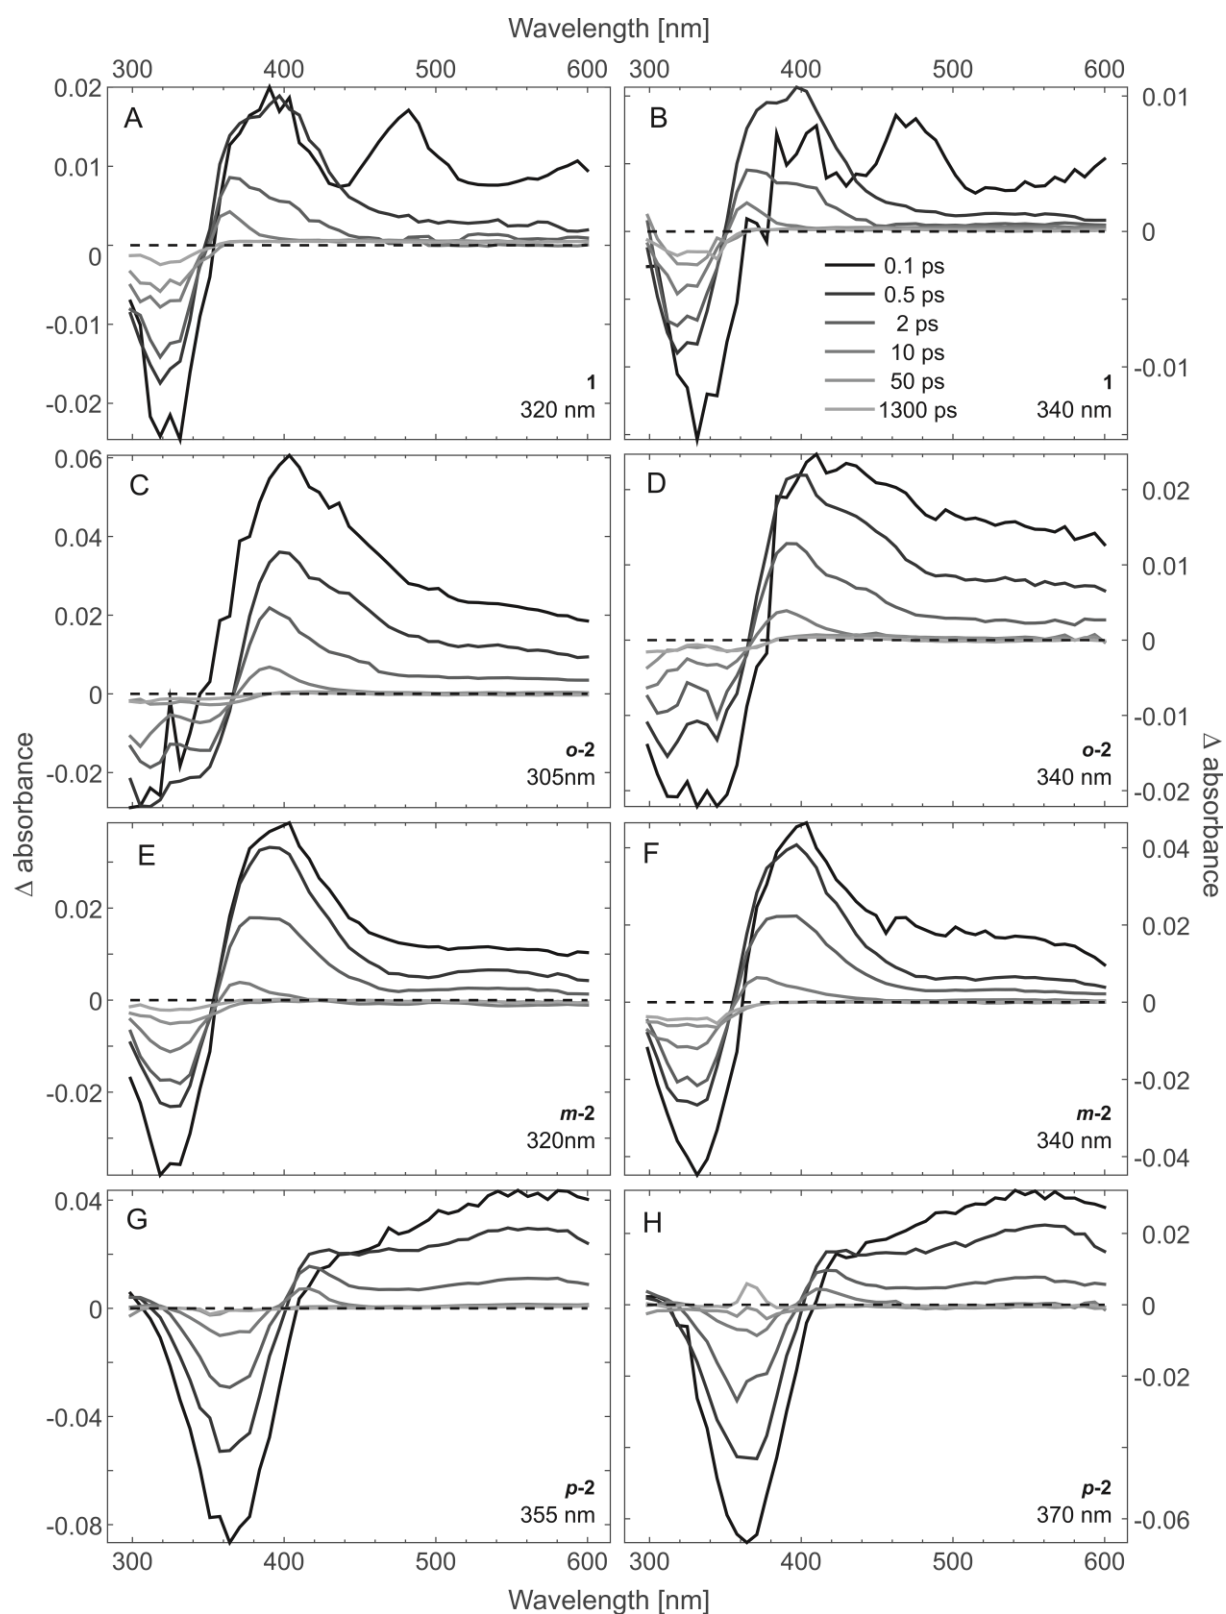 Wavelength [nm]
300 400 500 600 300 400 500 600
0.02
0.01
0
-0.01
-0.02
A
1
320 nm
B
0.1 ps
0.5 ps
2 ps
10 ps
50 ps
1300 ps
1
340 nm
0.01
0
-0.01
0.06
0.04
0.02
0
-0.02
C
o-2
305nm
D
o-2
340 nm
0.02
0.01
0
-0.01
-0.02
Δ absorbance
Δ absorbance
0.02
0
-0.02
E
m-2
320nm
F
m-2
340 nm
0.04
0.02
0
-0.02
-0.04
0.04
0
-0.04
-0.08
G
p-2
355 nm
H
p-2
370 nm
0.02
0
-0.02
-0.06
300 400 500 600 300 400 500 600
Wavelength [nm]